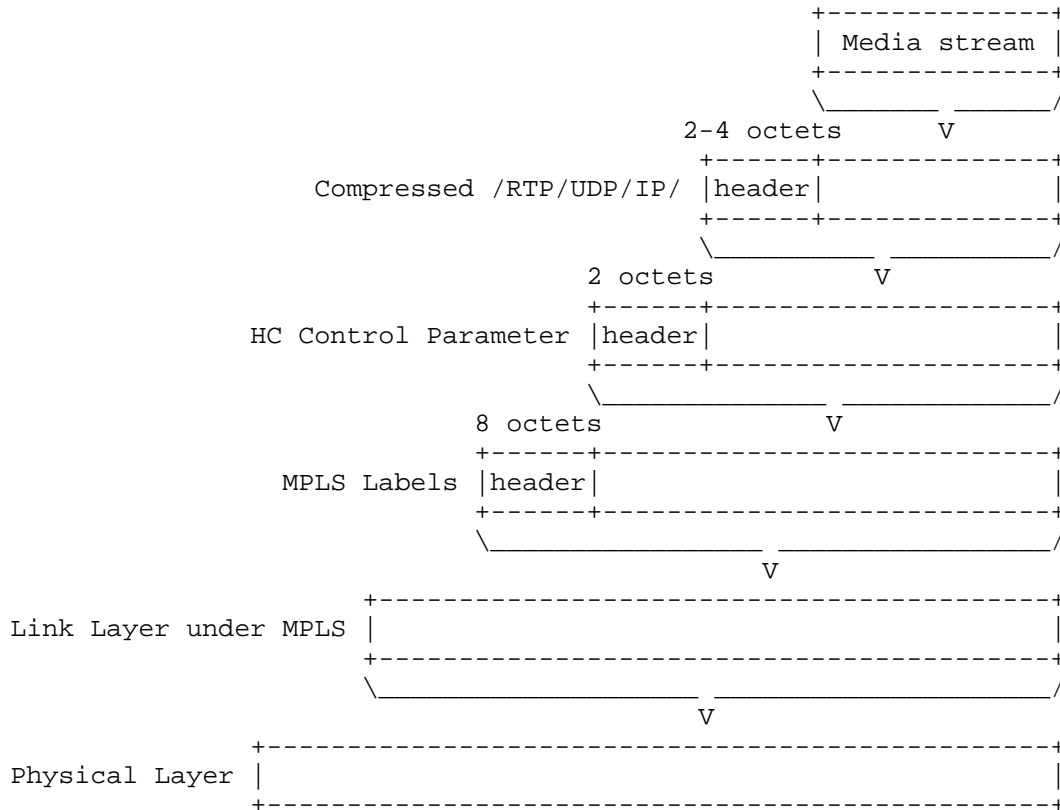 Media stream
2-4 octets V
Compressed /RTP/UDP/IP/ |header|
2 octets V
HC Control Parameter |header|
8 octets V
MPLS Labels |header|
V
Link Layer under MPLS
V
Physical Layer